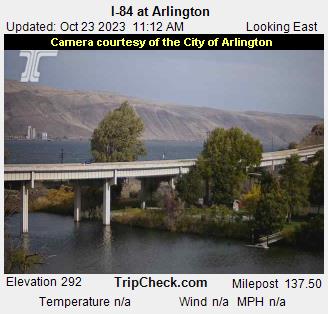 I-84 at Arlington
Updated: Oct 23 2023 11:12 AM Looking East
Camera courtesy of the City of Arlington
Elevation 292 TripCheck.com Milepost 137.50
Temperature n/a Wind n/a MPH n/a